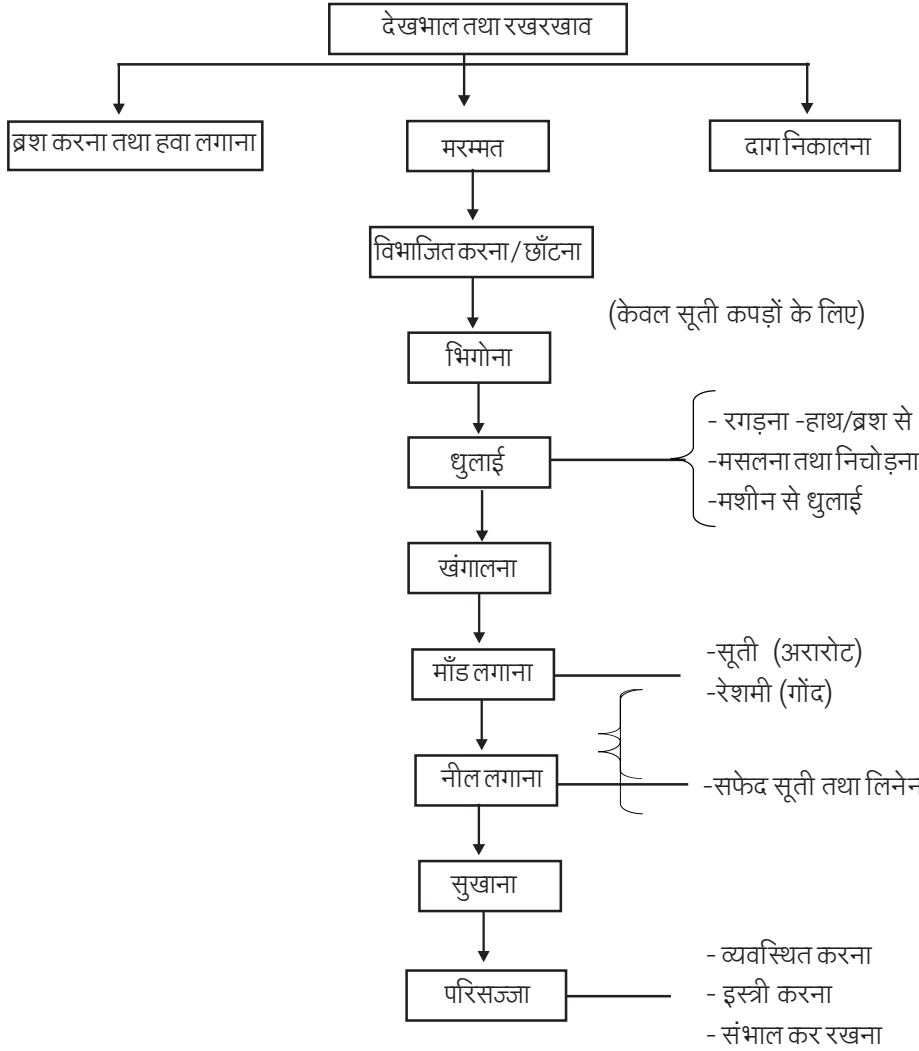 देखभाल तथा रखरखाव
ब्रश करना तथा हवा लगाना
मरम्मत
दाग निकालना
विभाजित करना / छाँटना
(केवल सूती कपड़ों के लिए)
भिगोना
धुलाई
- रगड़ना -हाथ/ब्रश से
-मसलना तथा निचोड़ना
-मशीन से धुलाई
खंगालना
माँड लगाना
-सूती (अरारोट)
-रेशमी (गोंद)
नील लगाना
-सफेद सूती तथा लिनेन
सुखाना
परिसज्जा
- व्यवस्थित करना
- इस्त्री करना
- संभाल कर रखना